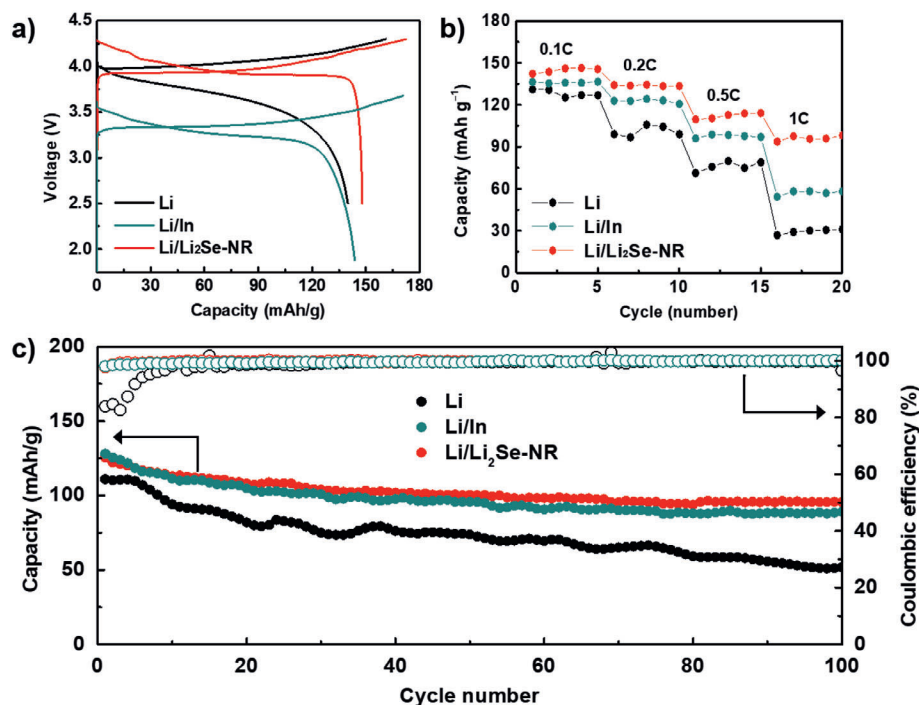 a)
4.5
4.0
3.5
3.0
2.5
2.0
Voltage (V)
Li
Li/In
Li/Li₂Se-NR
0 30 60 90 120 150 180
Capacity (mAh/g)
b)
180
150
120
90
60
30
0
Capacity (mAh g⁻¹)
0.1C
0.2C
0.5C
1C
Li
Li/In
Li/Li₂Se-NR
0 5 10 15 20
Cycle (number)
c)
200
150
100
50
0
Capacity (mAh/g)
Li
Li/In
Li/Li₂Se-NR
100
80
60
40
20
0
Coulombic efficiency (%)
0 20 40 60 80 100
Cycle number